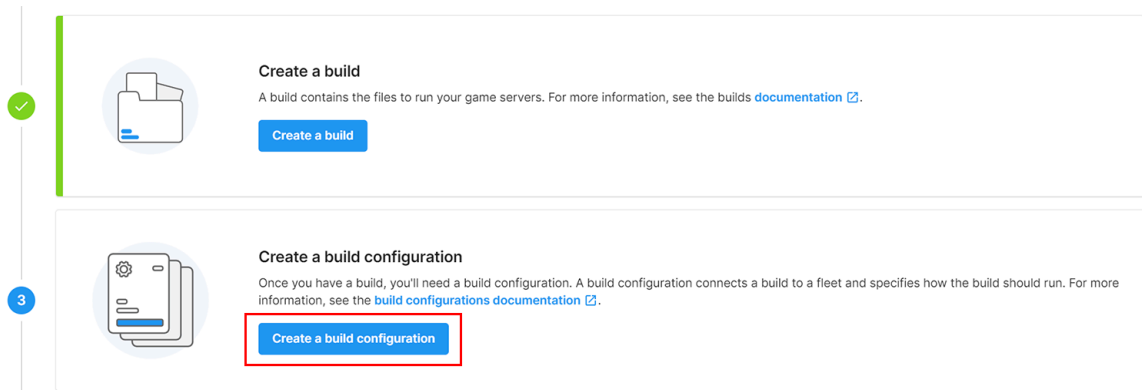 Create a build
A build contains the files to run your game servers. For more information, see the builds documentation.
Create a build
3
Create a build configuration
Once you have a build, you'll need a build configuration. A build configuration connects a build to a fleet and specifies how the build should run. For more
information, see the build configurations documentation.
Create a build configuration